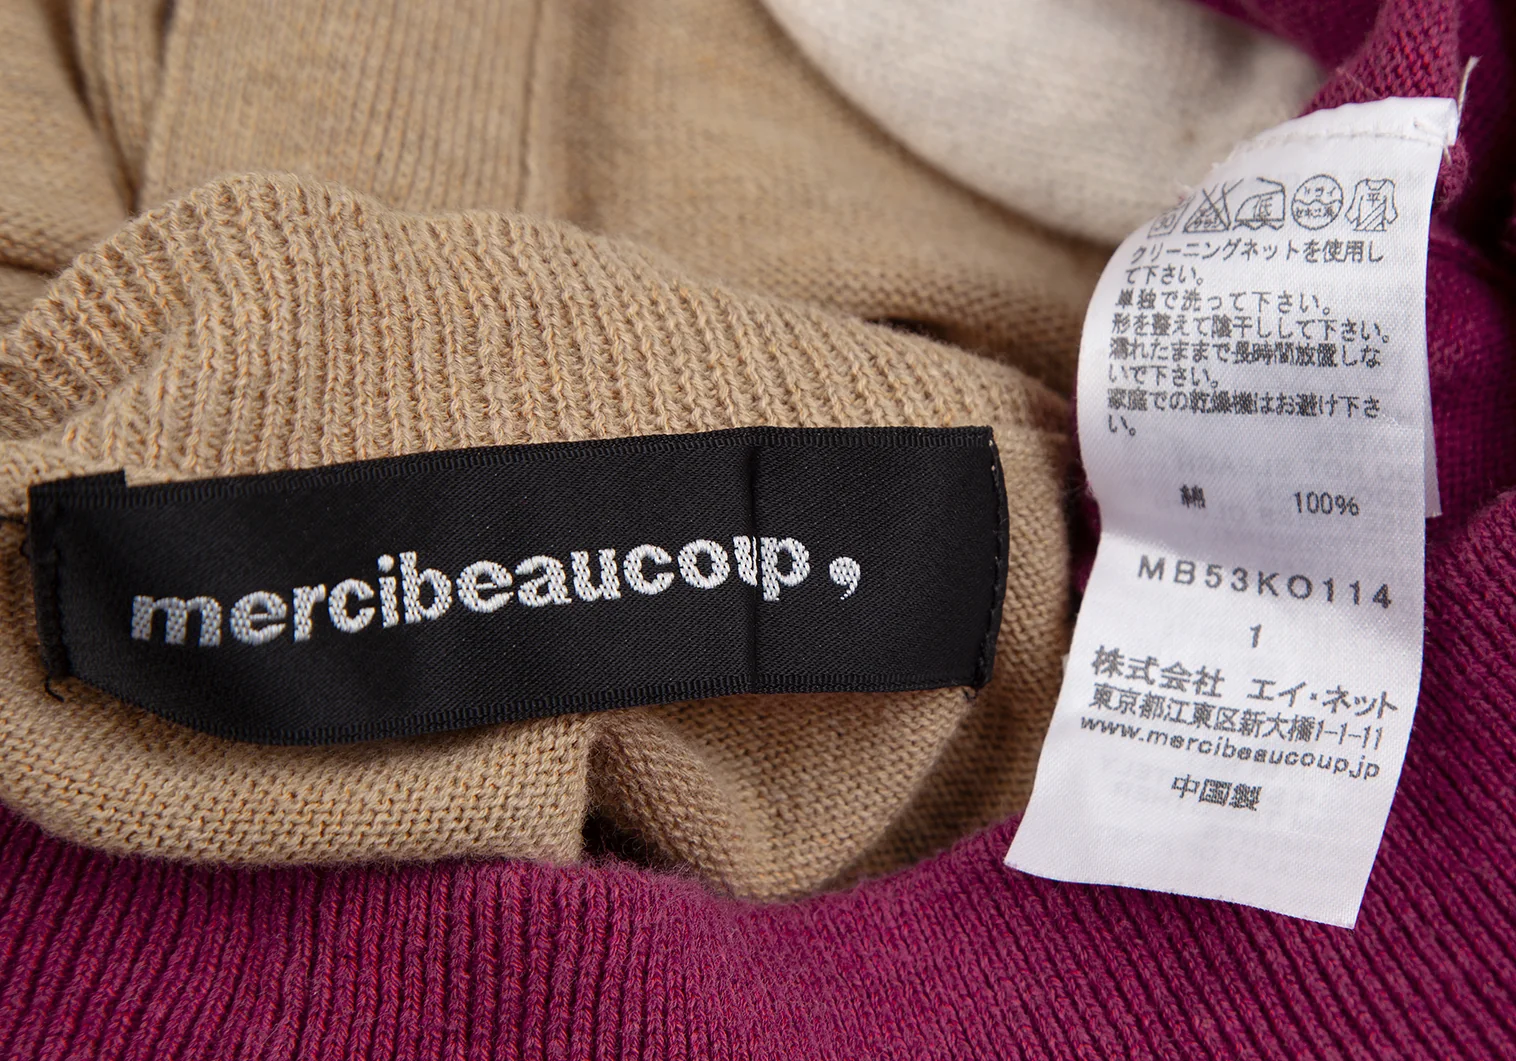 mercibeaucoup,
クリーニングネットを使用し
て下さい。
単独で洗って下さい。
形を整えて陰干しして下さい。
濡れたままで長時間放置しな
いで下さい。
家庭での乾燥機はお避け下さ
い。
綿 100%
MB53KO114
1
株式会社 エイ・ネット
東京都江東区新大橋1-1-11
www.mercibeaucoup.jp
中国製